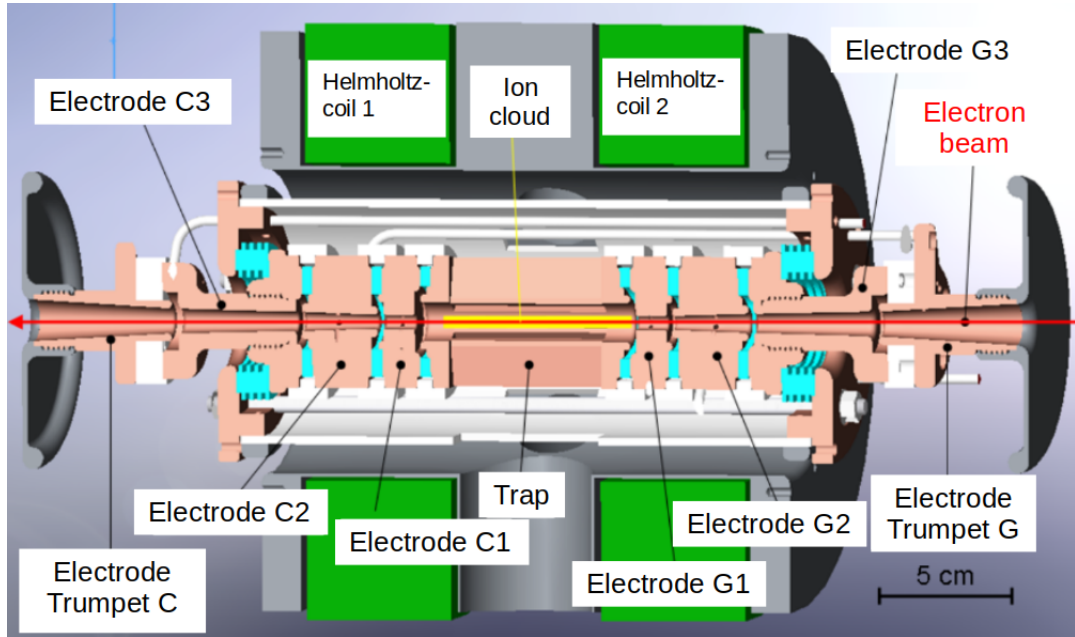 Electrode C3
Helmholtz-
coil 1
Ion
cloud
Helmholtz-
coil 2
Electrode G3
Electron
beam
Electrode
Trumpet C
Electrode C2
Electrode C1
Trap
Electrode G1
Electrode G2
Electrode
Trumpet G
5 cm